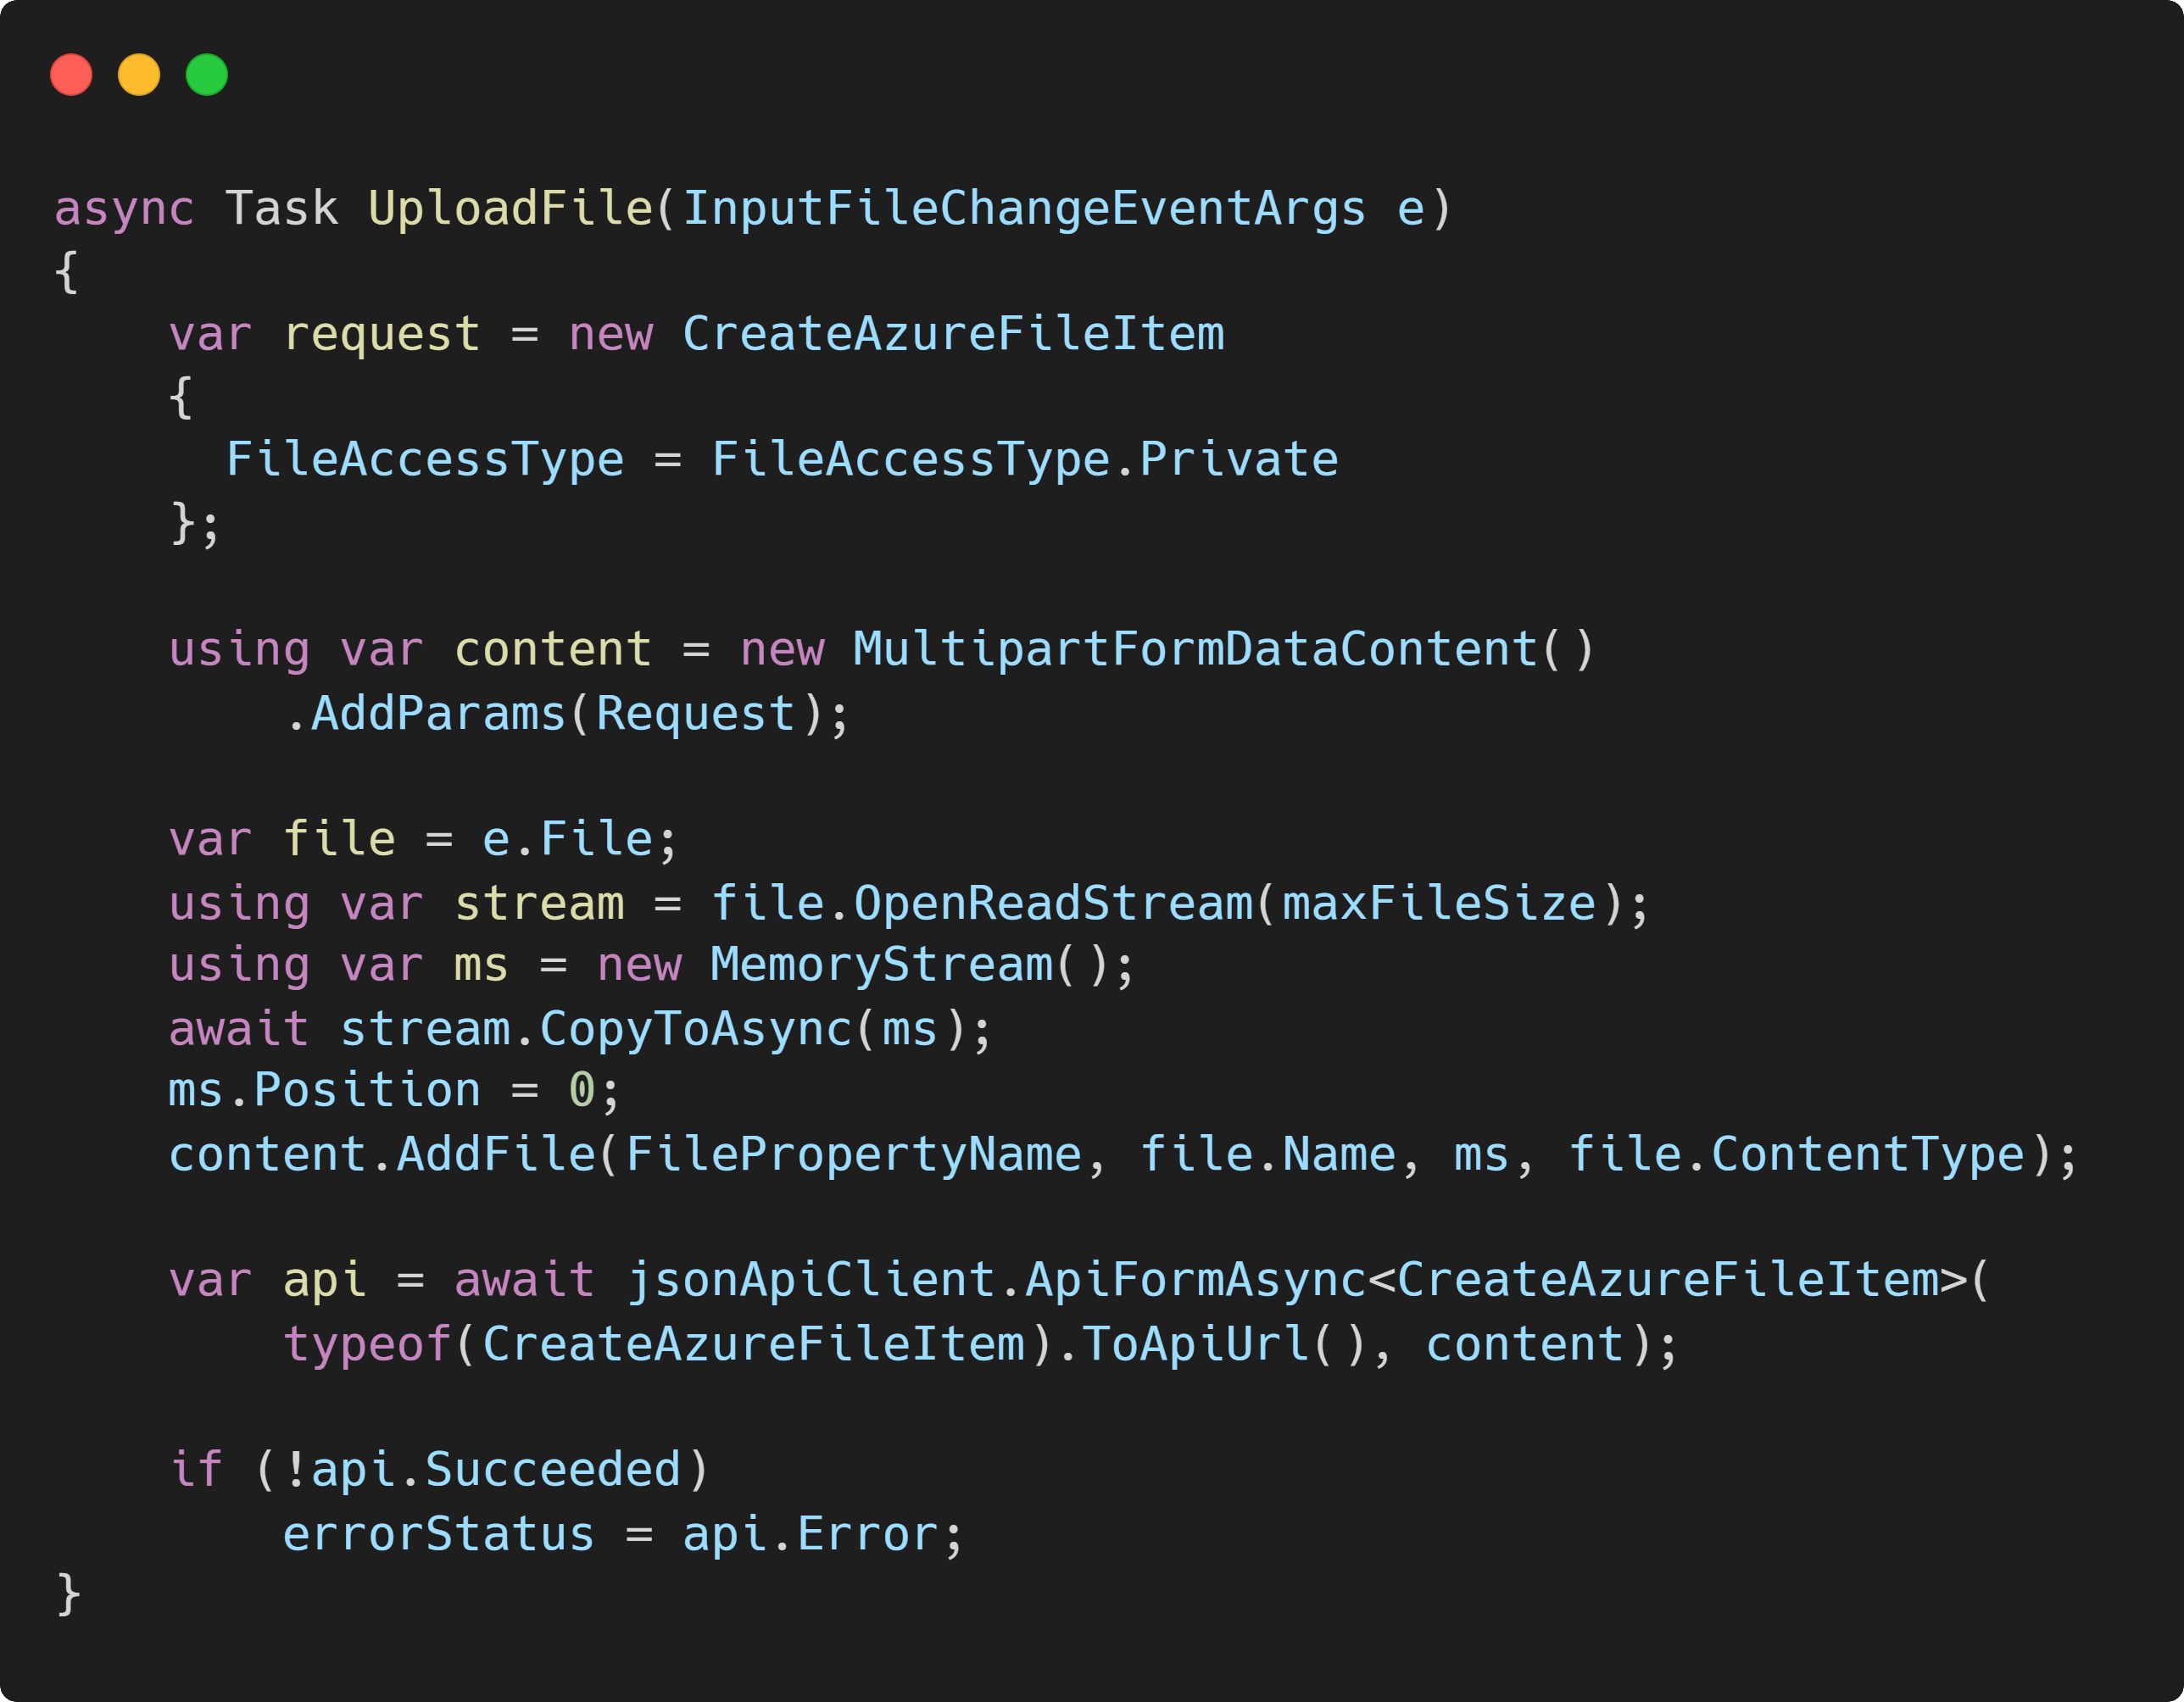 async Task UploadFile(InputFileChangeEventArgs e)
{
    var request = new CreateAzureFileItem
    {
      FileAccessType = FileAccessType.Private
    };

    using var content = new MultipartFormDataContent()
        .AddParams(Request);

    var file = e.File;
    using var stream = file.OpenReadStream(maxFileSize);
    using var ms = new MemoryStream();
    await stream.CopyToAsync(ms);
    ms.Position = 0;
    content.AddFile(FilePropertyName, file.Name, ms, file.ContentType);

    var api = await jsonApiClient.ApiFormAsync<CreateAzureFileItem>(
        typeof(CreateAzureFileItem).ToApiUrl(), content);

    if (!api.Succeeded)
        errorStatus = api.Error;
}